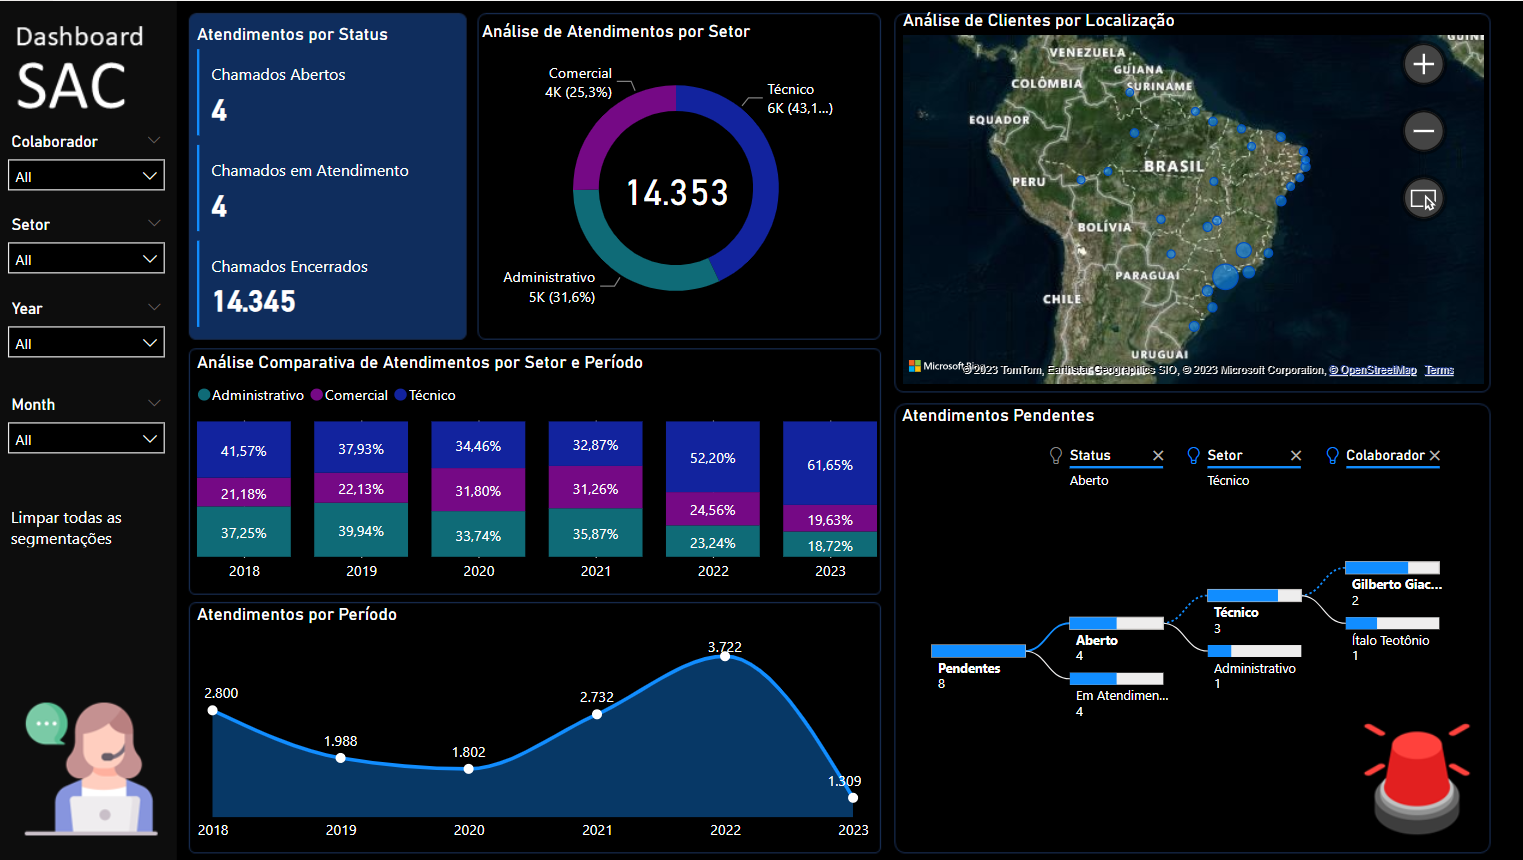 Dashboard
SAC
Colaborador
All
Setor
All
Year
All
Month
All
Limpar todas as
segmentações
Atendimentos por Status
Chamados Abertos
4
Chamados em Atendimento
4
Chamados Encerrados
14.345
Análise de Atendimentos por Setor
Comercial
4K (25,3%)
Técnico
6K (43,1...)
14.353
Administrativo
5K (31,6%)
Análise Comparativa de Atendimentos por Setor e Período
Administrativo Comercial Técnico
41,57% 37,93% 34,46% 32,87% 52,20% 61,65%
21,18% 22,13% 31,80% 31,26% 24,56% 19,63%
37,25% 39,94% 33,74% 35,87% 23,24% 18,72%
2018 2019 2020 2021 2022 2023
Atendimentos por Período
2.800 1.988 1.802 2.732 3.722 1.309
2018 2019 2020 2021 2022 2023
Análise de Clientes por Localização
VENEZUELA
GUIANA
COLÔMBIA
SURINAME
EQUADOR
BRASIL
PERU
BOLÍVIA
PARAGUAI
CHILE
URUGUAI
Microsoft
© 2023 TomTom, Earthstar Geographics SIO, © 2023 Microsoft Corporation, © OpenStreetMap Terms
Atendimentos Pendentes
Status Setor Colaborador
Aberto Técnico
Pendentes
8
Aberto
4
Em Atendimen...
4
Técnico
3
Administrativo
1
Gilberto Giac...
2
Ítalo Teotônio
1